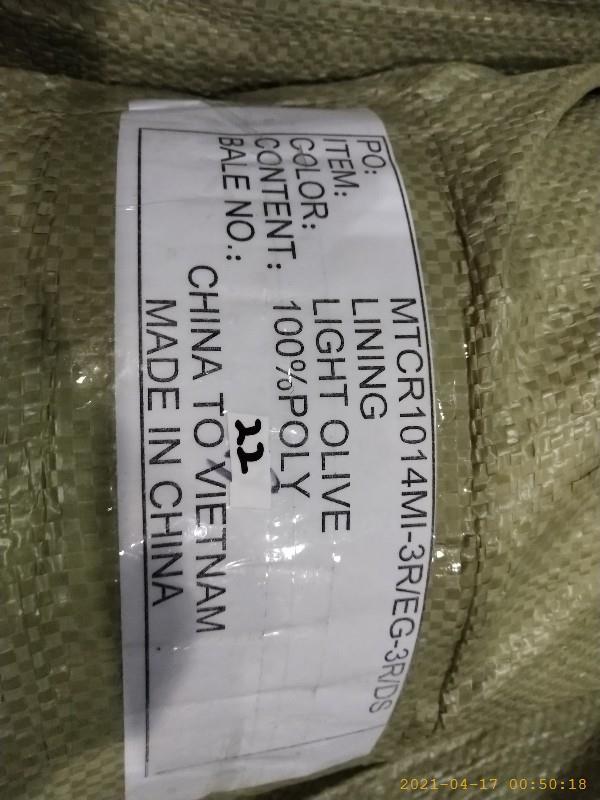 PO: MTCR1014MI-3R/EG-3R/DS
ITEM: LINING
COLOR: LIGHT OLIVE
CONTENT: 100%POLY
BALE NO.: 22
CHINA TO VIETNAM
MADE IN CHINA
2021-04-17 00:50:18